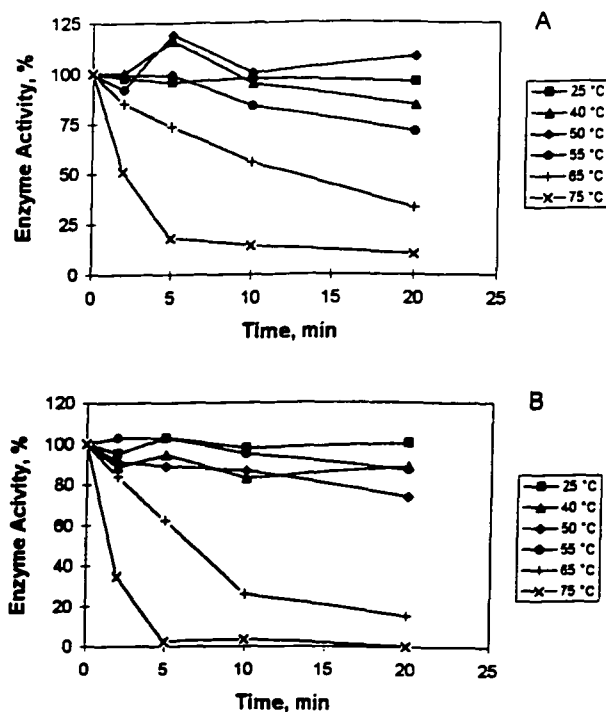 A
Enzyme Activity, %
125
100
75
50
25
0
0 5 10 15 20 25
Time, min
25 °C
40 °C
50 °C
55 °C
65 °C
75 °C
B
Enzyme Acivity, %
120
100
80
60
40
20
0
0 5 10 15 20 25
Time, min
25 °C
40 °C
50 °C
55 °C
65 °C
75 °C